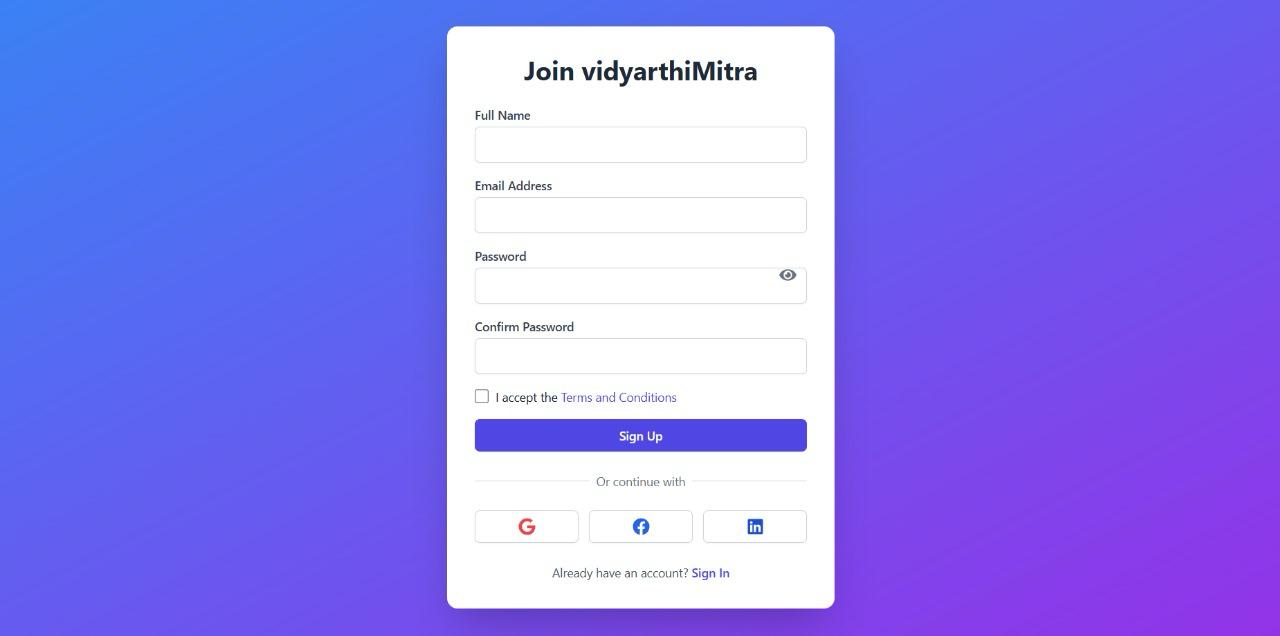 Join vidyarthiMitra
Full Name
Email Address
Password
Confirm Password
I accept the Terms and Conditions
Sign Up
Or continue with
Already have an account? Sign In